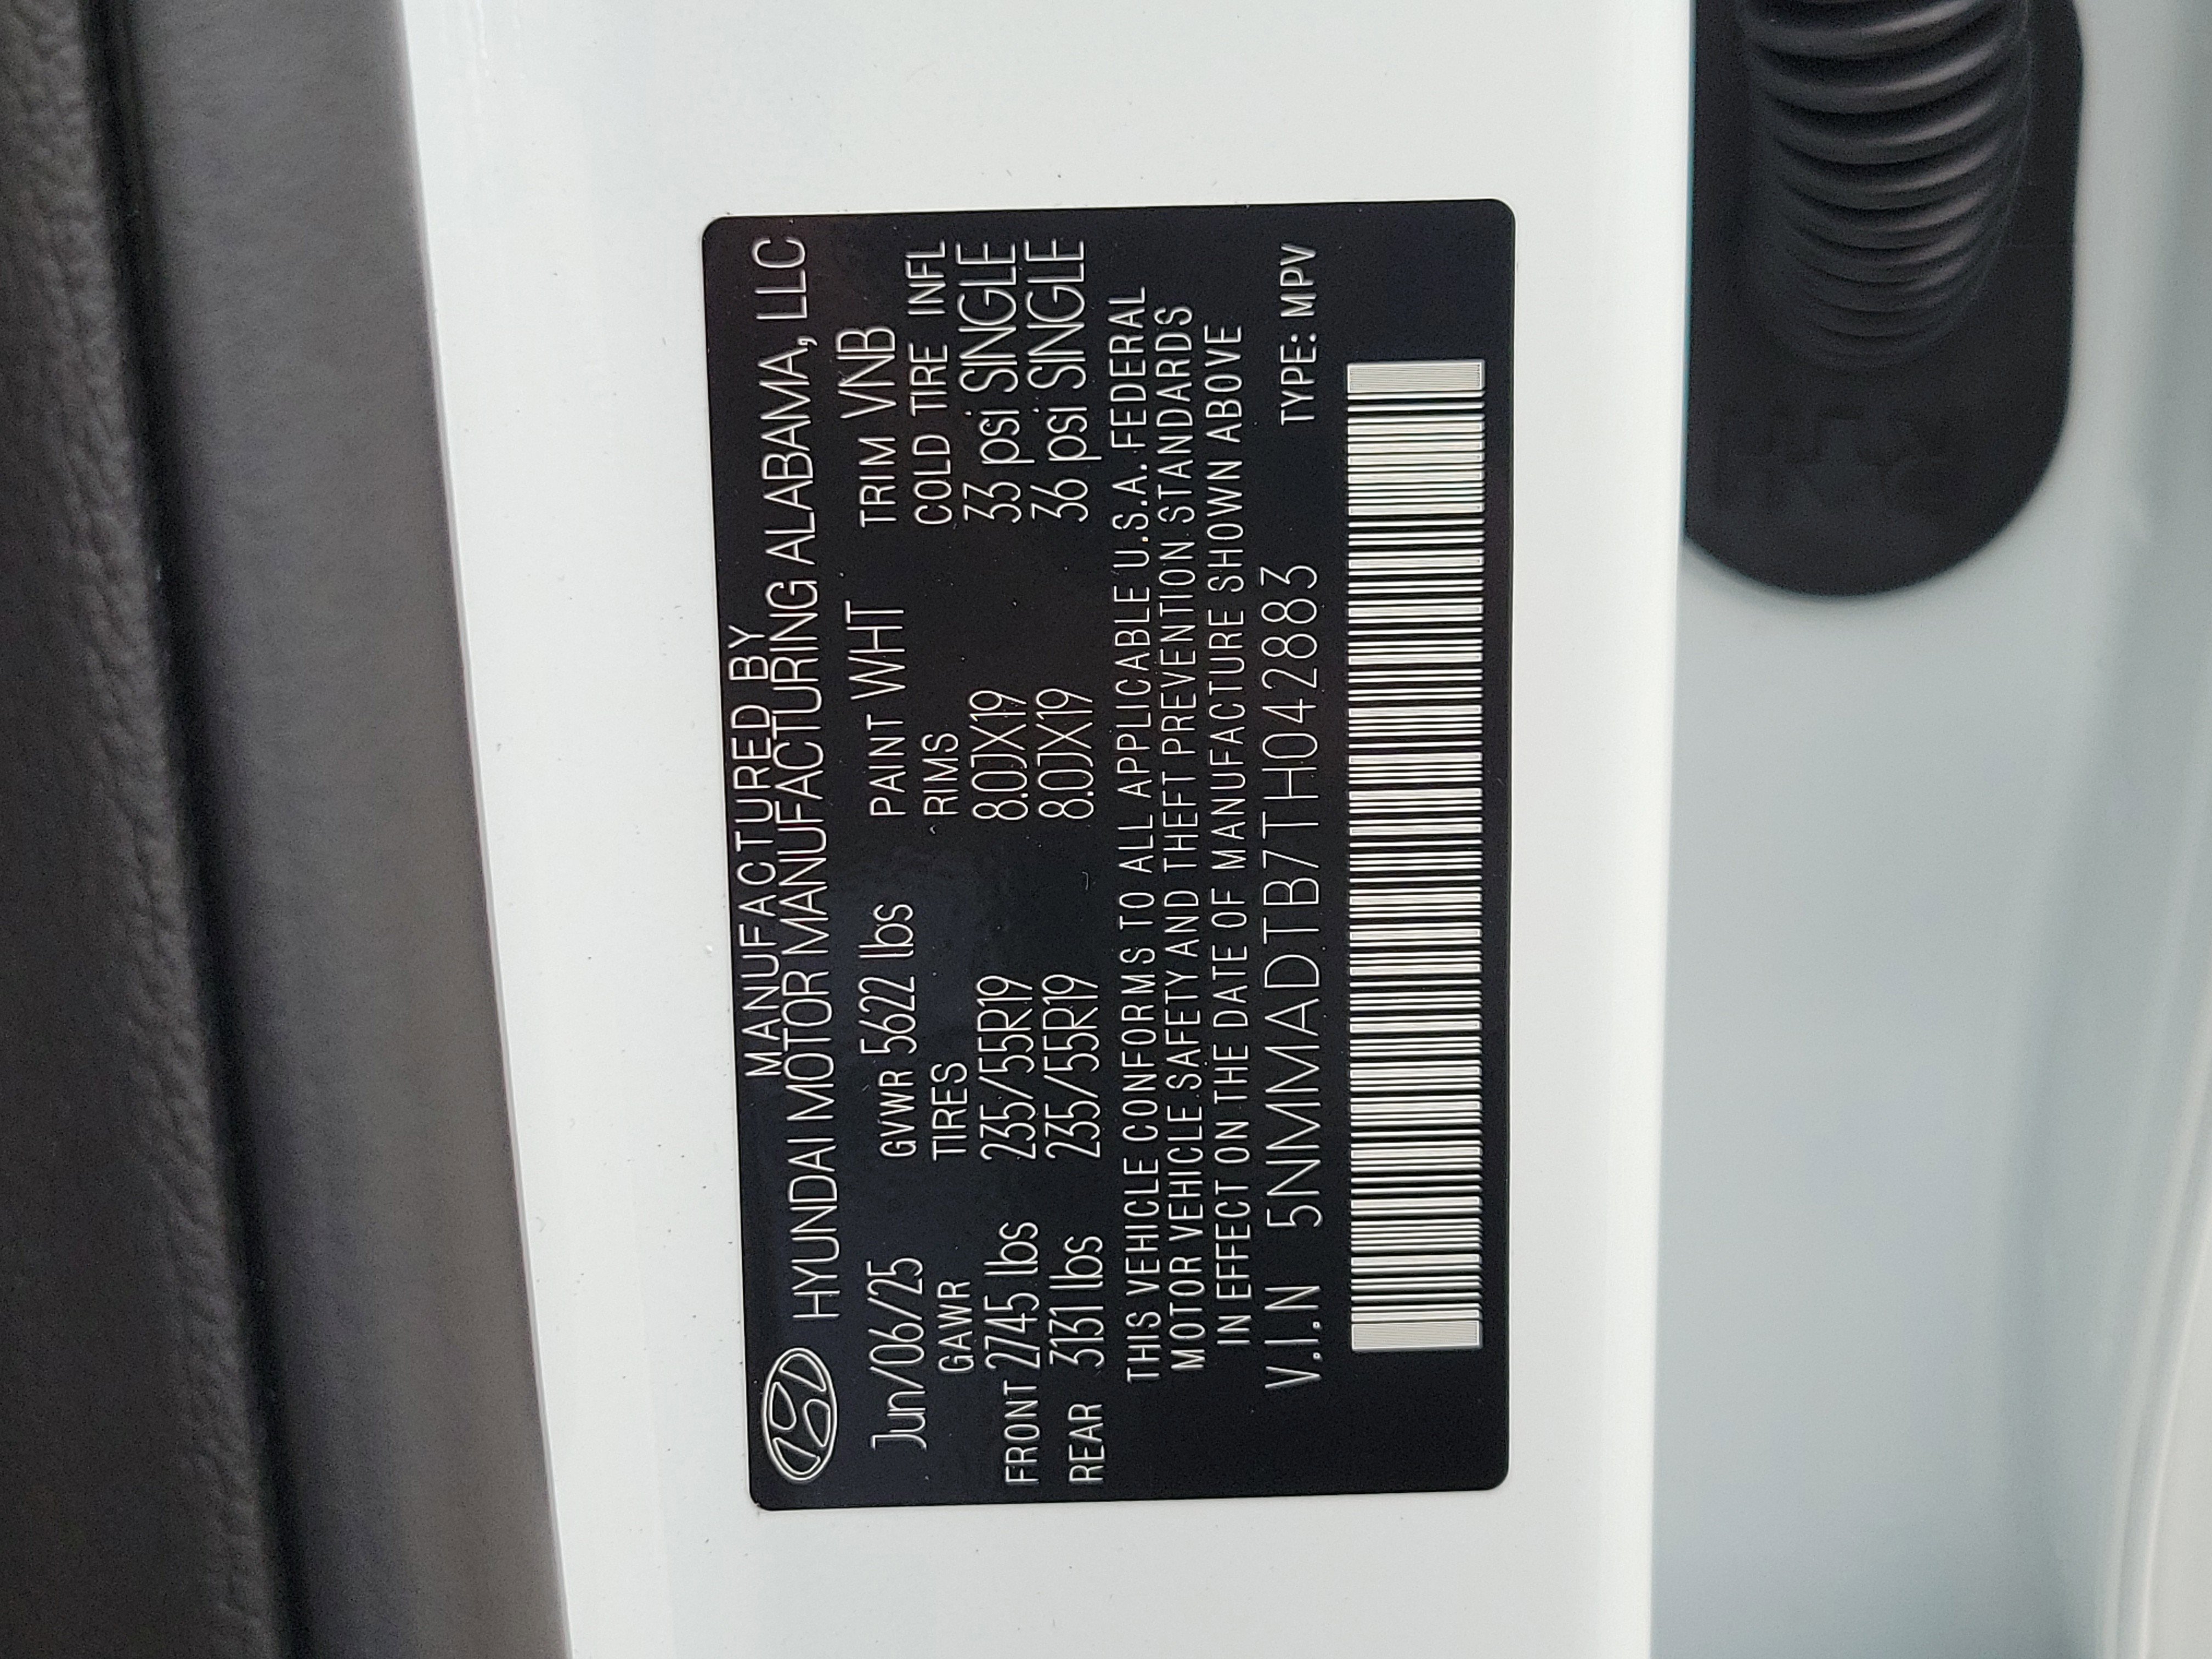 MANUFACTURED BY
HYUNDAI MOTOR MANUFACTURING ALABAMA, LLC
Jun/06/25 GVWR 5622 lbs PAINT WHT TRIM VNB
GAWR TIRES RIMS COLD TIRE INFL
FRONT 2745 lbs 235/55R19 8.0JX19 33 psi SINGLE
REAR 3131 lbs 235/55R19 8.0JX19 36 psi SINGLE
THIS VEHICLE CONFORMS TO ALL APPLICABLE U.S.A. FEDERAL
MOTOR VEHICLE SAFETY AND THEFT PREVENTION STANDARDS
IN EFFECT ON THE DATE OF MANUFACTURE SHOWN ABOVE
V.I.N 5NMMADTB7TH042883 TYPE: MPV